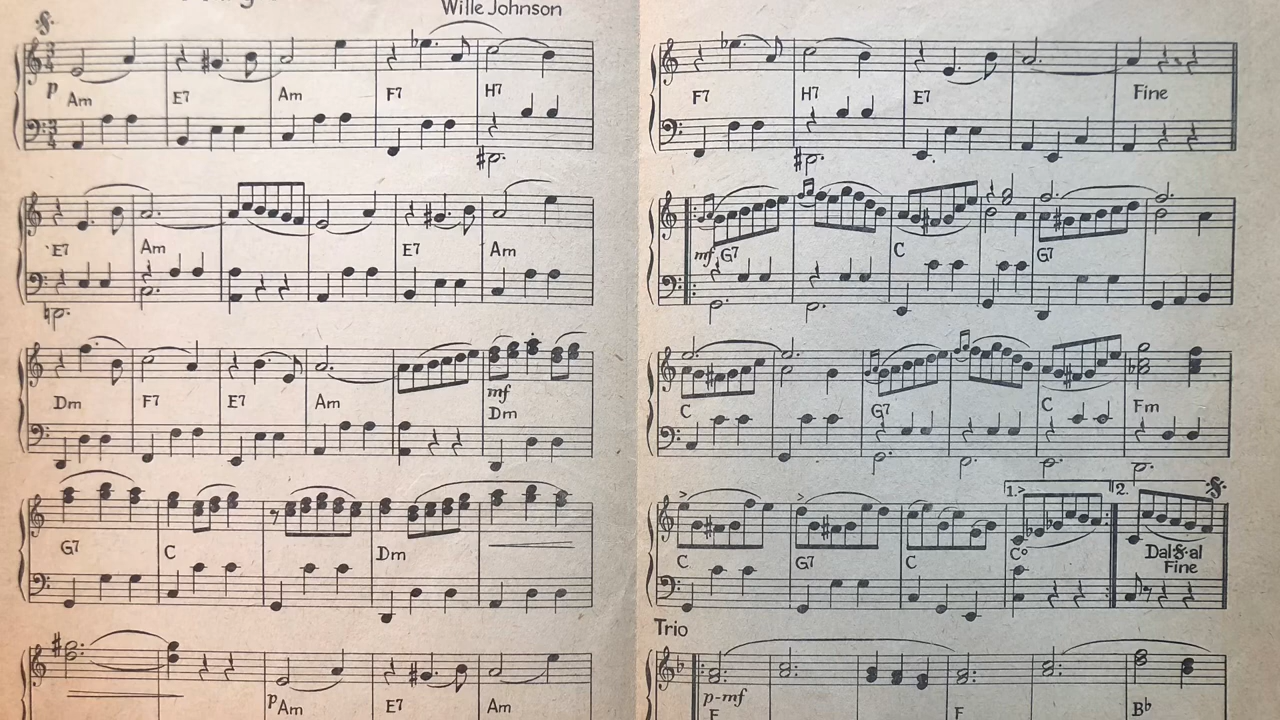 Wille Johnson
p Am E7 Am F7 H7
E7 Am E7 Am
Dm F7 E7 Am mf Dm
G7 C Dm
p Am E7 Am
F7 H7 E7 Fine
mf G7 C G7
C G7 C Fm
1. 2.
C G7 C C° Dal 𝄋 al
Fine
Trio
p-mf
F F Bb